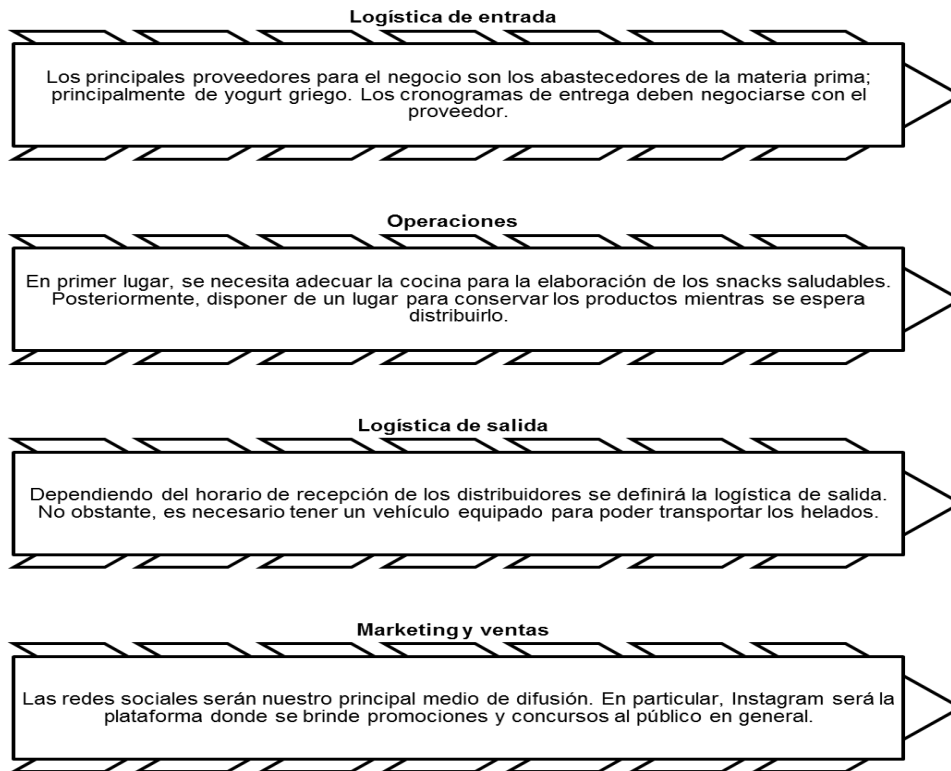 Logística de entrada
Los principales proveedores para el negocio son los abastecedores de la materia prima;
principalmente de yogurt griego. Los cronogramas de entrega deben negociarse con el
proveedor.
Operaciones
En primer lugar, se necesita adecuar la cocina para la elaboración de los snacks saludables.
Posteriormente, disponer de un lugar para conservar los productos mientras se espera
distribuirlo.
Logística de salida
Dependiendo del horario de recepción de los distribuidores se definirá la logística de salida.
No obstante, es necesario tener un vehículo equipado para poder transportar los helados.
Marketing y ventas
Las redes sociales serán nuestro principal medio de difusión. En particular, Instagram será la
plataforma donde se brinde promociones y concursos al público en general.